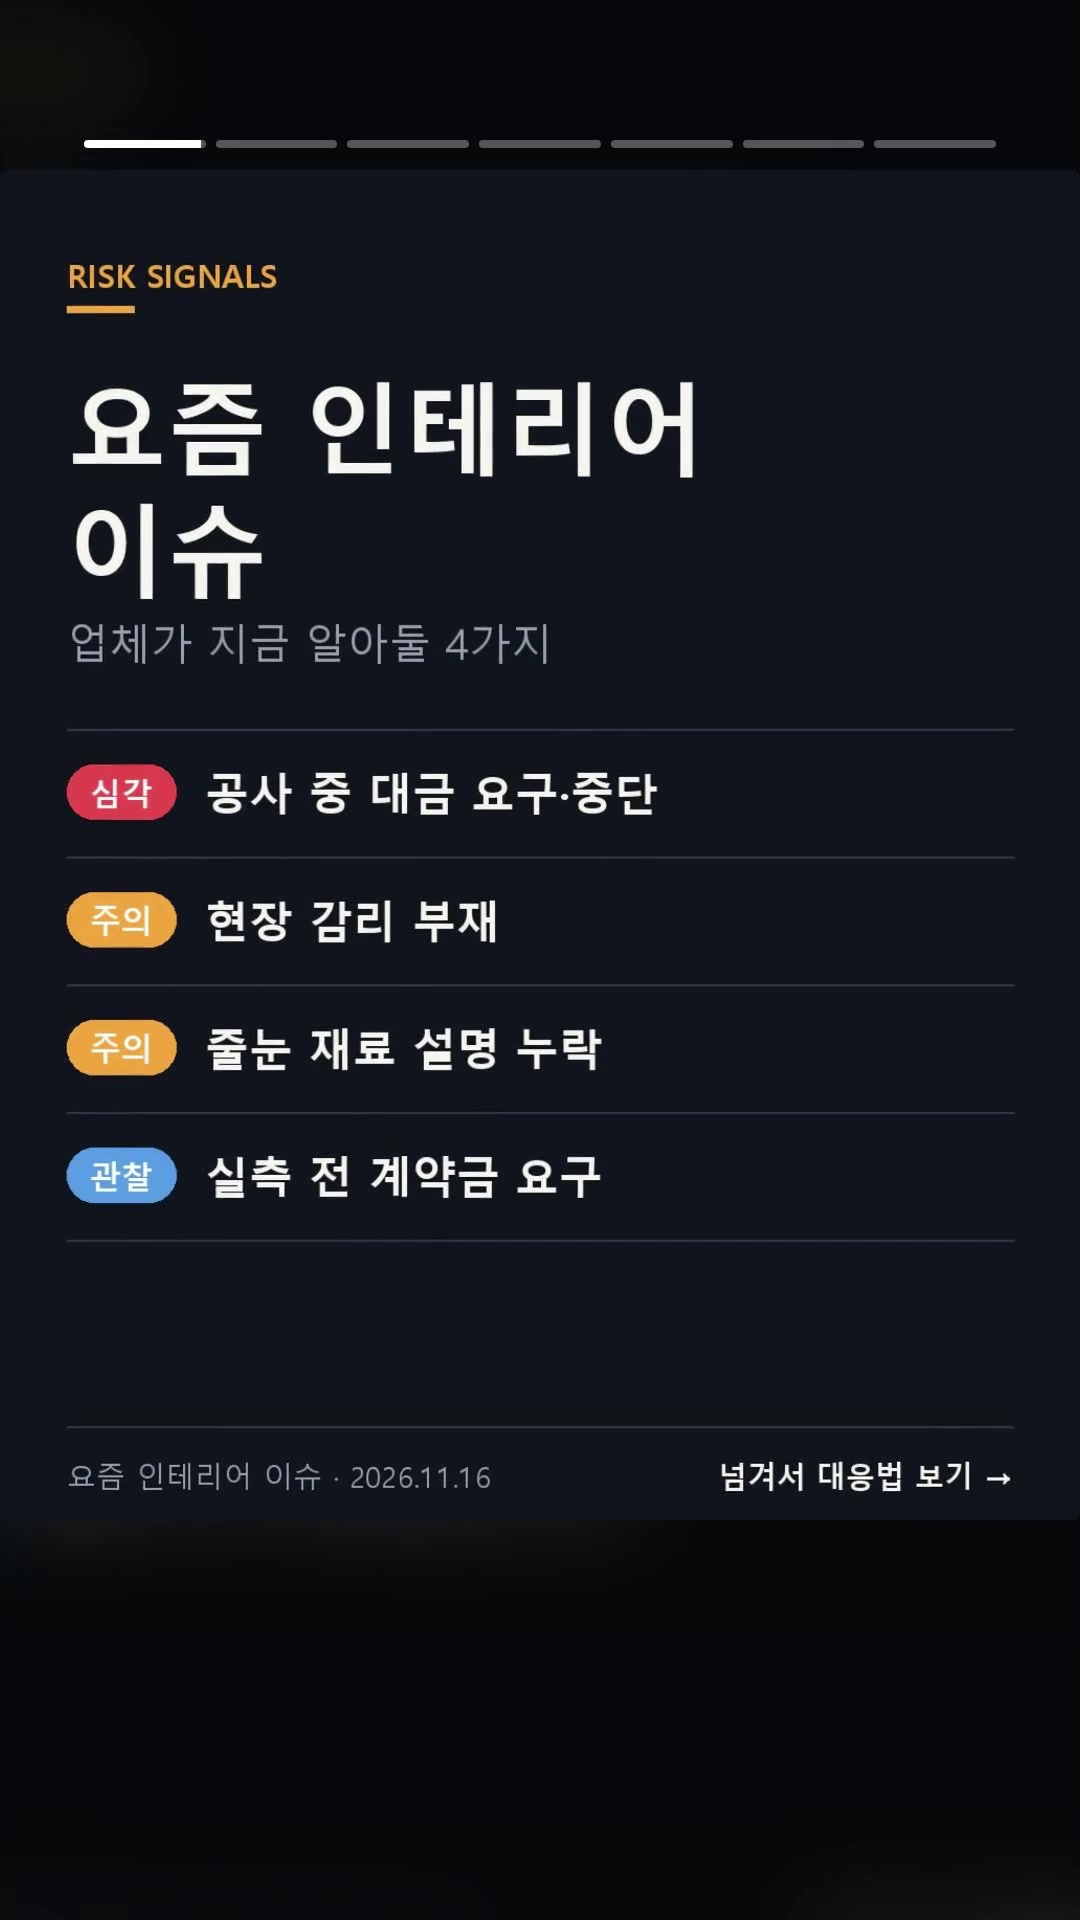 RISK SIGNALS
요즘 인테리어
이슈
업체가 지금 알아둘 4가지
심각 공사 중 대금 요구·중단
주의 현장 감리 부재
주의 줄눈 재료 설명 누락
관찰 실측 전 계약금 요구
요즘 인테리어 이슈 · 2026.11.16 넘겨서 대응법 보기 →